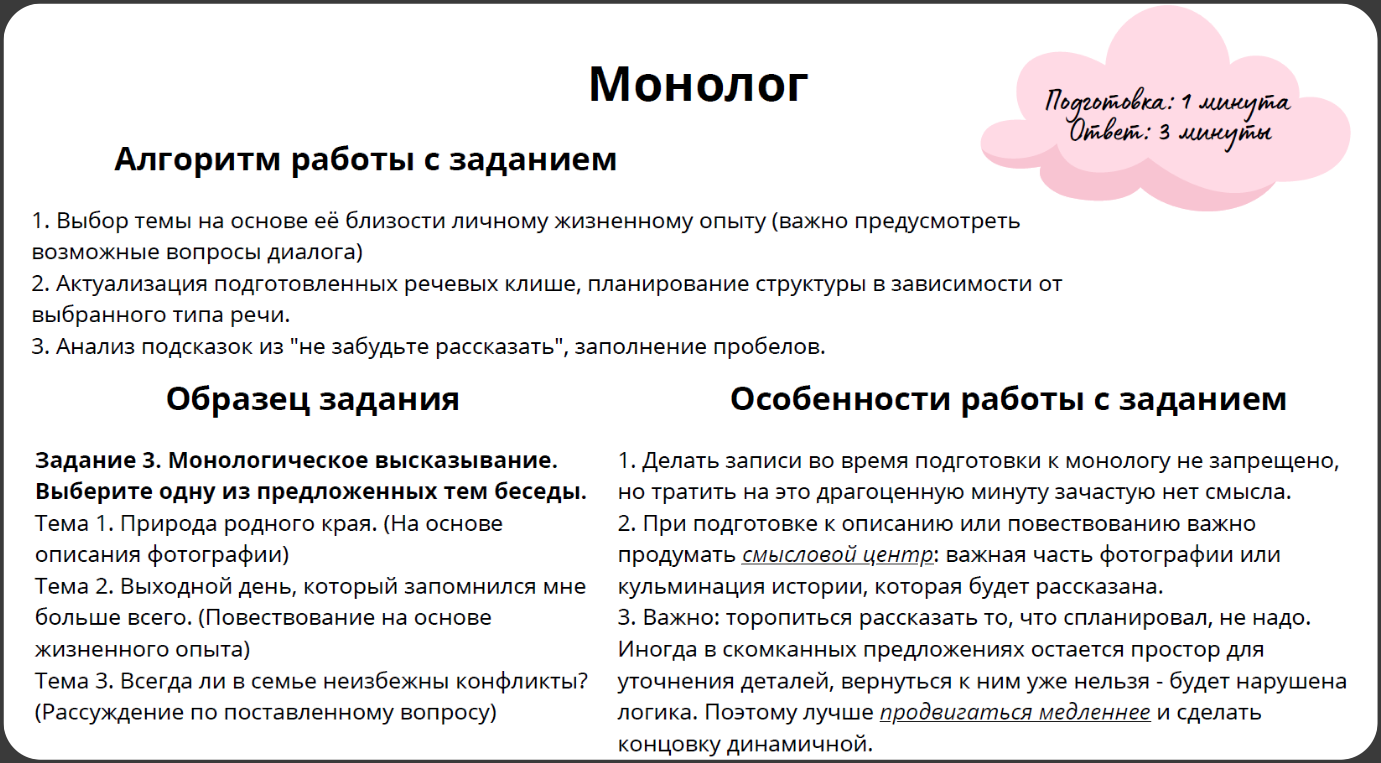 Монолог
Подготовка: 1 минута
Ответ: 3 минуты
Алгоритм работы с заданием
1. Выбор темы на основе её близости личному жизненному опыту (важно предусмотреть
возможные вопросы диалога)
2. Актуализация подготовленных речевых клише, планирование структуры в зависимости от
выбранного типа речи.
3. Анализ подсказок из "не забудьте рассказать", заполнение пробелов.
Образец задания
Задание 3. Монологическое высказывание.
Выберите одну из предложенных тем беседы.
Тема 1. Природа родного края. (На основе
описания фотографии)
Тема 2. Выходной день, который запомнился мне
больше всего. (Повествование на основе
жизненного опыта)
Тема 3. Всегда ли в семье неизбежны конфликты?
(Рассуждение по поставленному вопросу)
Особенности работы с заданием
1. Делать записи во время подготовки к монологу не запрещено,
но тратить на это драгоценную минуту зачастую нет смысла.
2. При подготовке к описанию или повествованию важно
продумать смысловой центр: важная часть фотографии или
кульминация истории, которая будет рассказана.
3. Важно: торопиться рассказать то, что спланировал, не надо.
Иногда в скомканных предложениях остается простор для
уточнения деталей, вернуться к ним уже нельзя - будет нарушена
логика. Поэтому лучше продвигаться медленнее и сделать
концовку динамичной.